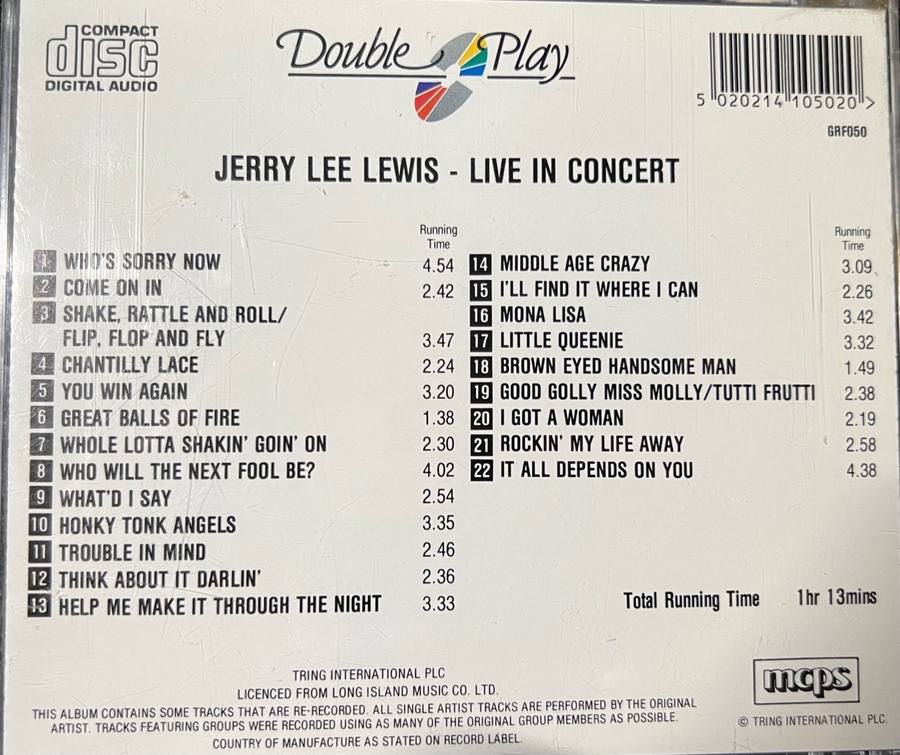 COMPACT
disc
DIGITAL AUDIO
Double Play
5 020214 105020 >
GRF050
JERRY LEE LEWIS - LIVE IN CONCERT
Running
Time
1 WHO'S SORRY NOW 4.54
2 COME ON IN 2.42
3 SHAKE, RATTLE AND ROLL/
FLIP, FLOP AND FLY 3.47
4 CHANTILLY LACE 2.24
5 YOU WIN AGAIN 3.20
6 GREAT BALLS OF FIRE 1.38
7 WHOLE LOTTA SHAKIN' GOIN' ON 2.30
8 WHO WILL THE NEXT FOOL BE? 4.02
9 WHAT'D I SAY 2.54
10 HONKY TONK ANGELS 3.35
11 TROUBLE IN MIND 2.46
12 THINK ABOUT IT DARLIN' 2.36
13 HELP ME MAKE IT THROUGH THE NIGHT 3.33
Running
Time
14 MIDDLE AGE CRAZY 3.09
15 I'LL FIND IT WHERE I CAN 2.26
16 MONA LISA 3.42
17 LITTLE QUEENIE 3.32
18 BROWN EYED HANDSOME MAN 1.49
19 GOOD GOLLY MISS MOLLY/TUTTI FRUTTI 2.38
20 I GOT A WOMAN 2.19
21 ROCKIN' MY LIFE AWAY 2.58
22 IT ALL DEPENDS ON YOU 4.38
Total Running Time 1hr 13mins
TRING INTERNATIONAL PLC
LICENCED FROM LONG ISLAND MUSIC CO. LTD.
THIS ALBUM CONTAINS SOME TRACKS THAT ARE RE-RECORDED. ALL SINGLE ARTIST TRACKS ARE PERFORMED BY THE ORIGINAL
ARTIST. TRACKS FEATURING GROUPS WERE RECORDED USING AS MANY OF THE ORIGINAL GROUP MEMBERS AS POSSIBLE.
COUNTRY OF MANUFACTURE AS STATED ON RECORD LABEL.
mcps
© TRING INTERNATIONAL PLC.